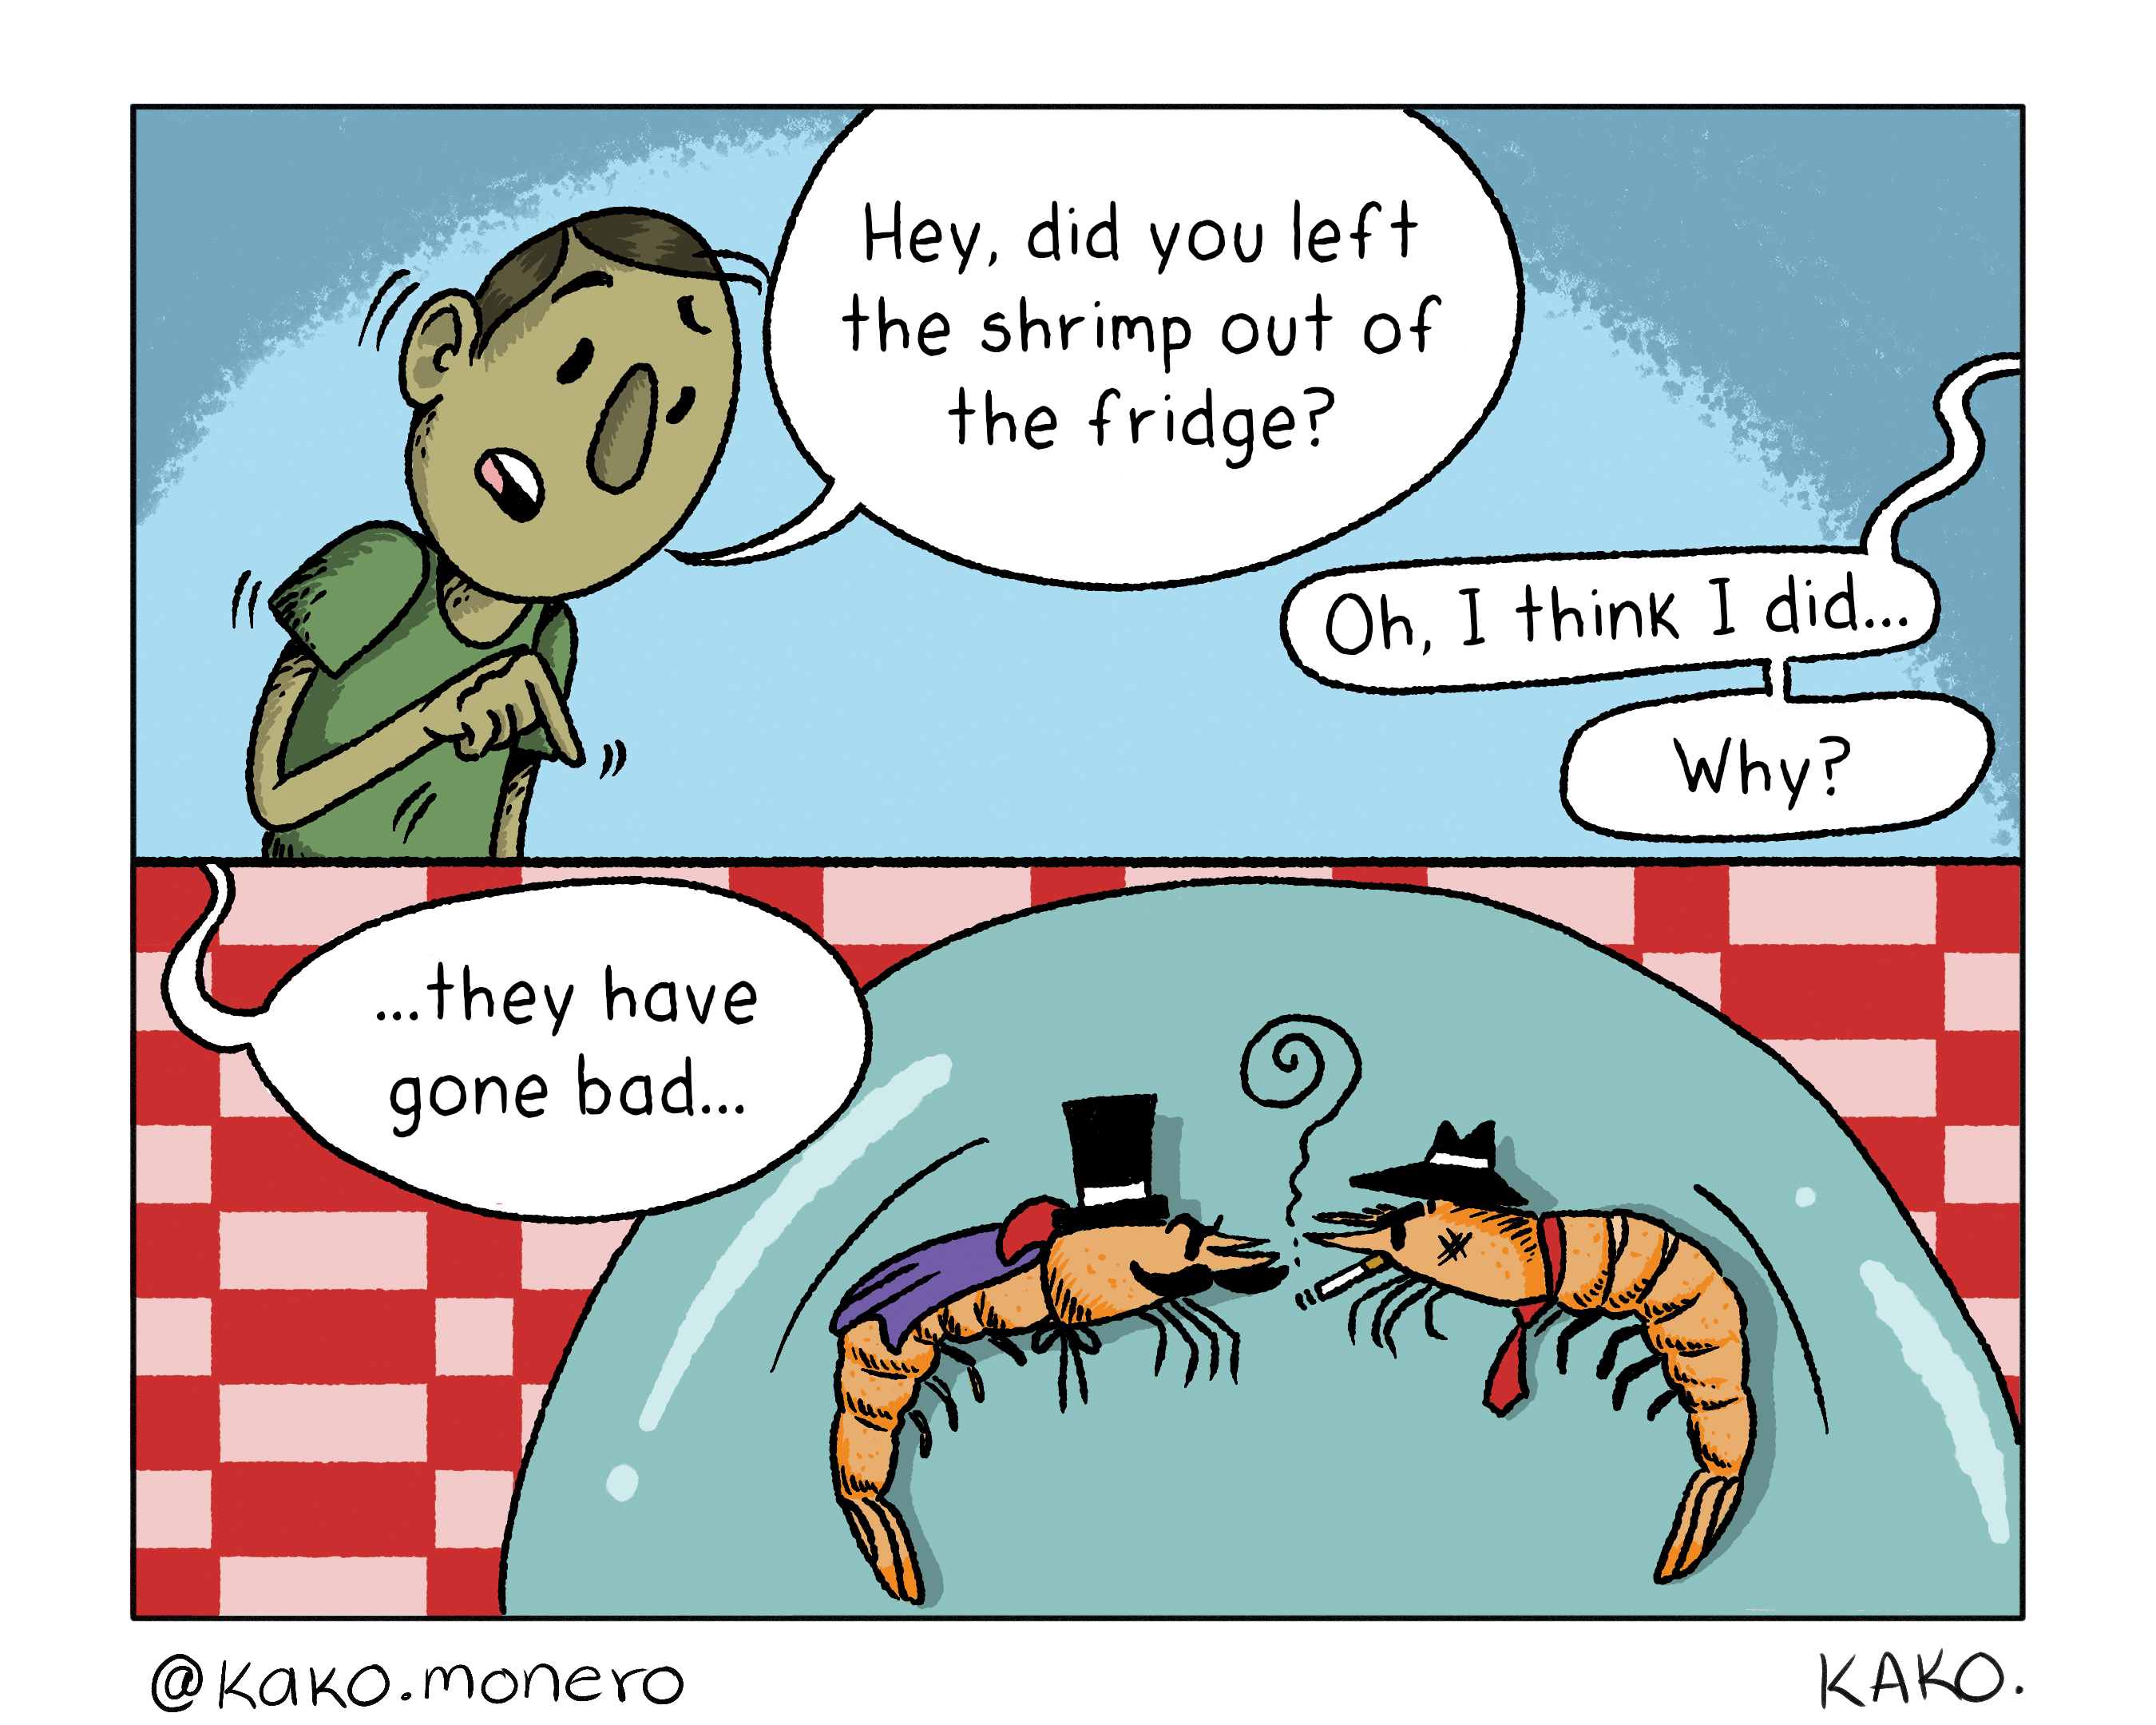 Hey, did you left
the shrimp out of
the fridge?
Oh, I think I did...
Why?
...they have
gone bad...
@kako.monero
KAKO.